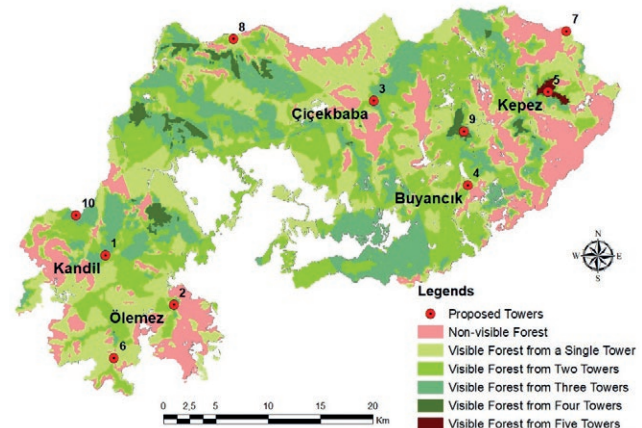 8
7
3
5
Kepez
Çiçekbaba
9
4
Buyancık
10
1
Kandil
2
Ölemez
6
N
W E
S
Legends
Proposed Towers
Non-visible Forest
Visible Forest from a Single Tower
Visible Forest from Two Towers
Visible Forest from Three Towers
Visible Forest from Four Towers
Visible Forest from Five Towers
0 2,5 5 10 15 20
Km